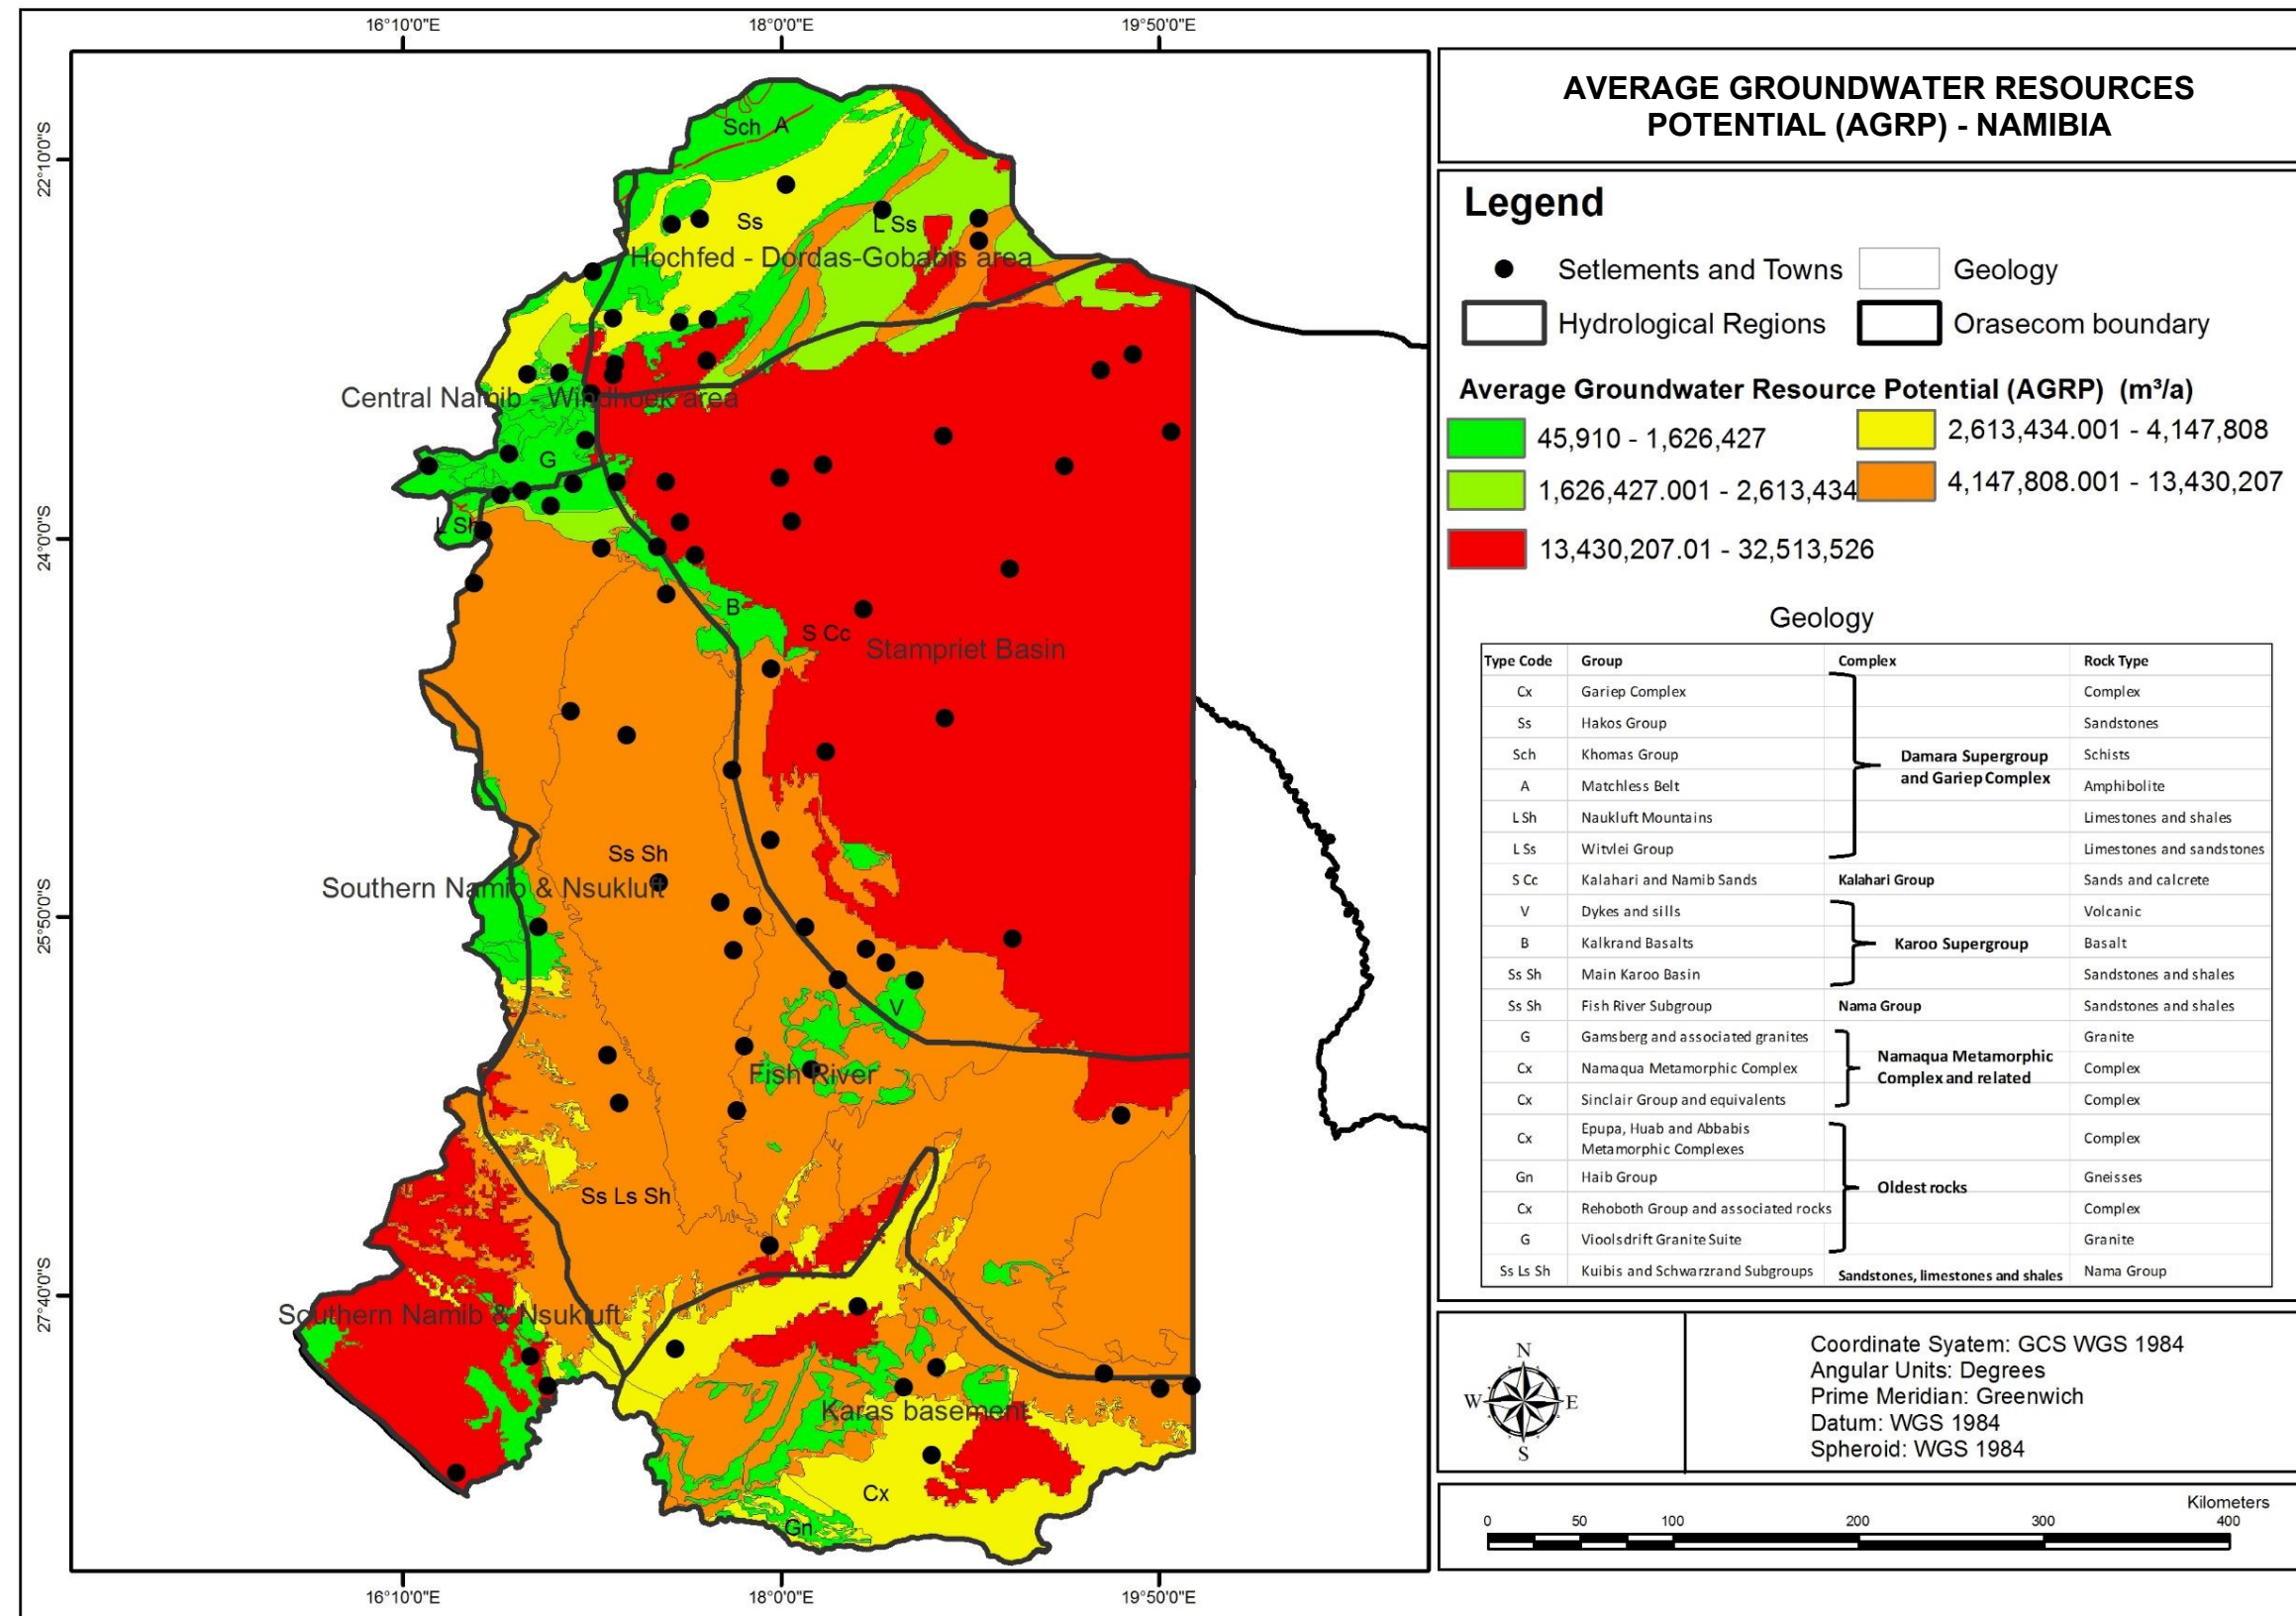 16°10'0"E 18°0'0"E 19°50'0"E
22°10'0"S
24°0'0"S
25°50'0"S
27°40'0"S
Sch A
Ss
L Ss
Hochfed - Dordas-Gobabis area
Central Namib - Windhoek area
G
L Sh
B
S Cc
Stampriet Basin
Ss Sh
Southern Namib & Nsukluft
V
Fish River
Ss Ls Sh
Southern Namib & Nsukluft
Karas basement
Cx
Gn
16°10'0"E 18°0'0"E 19°50'0"E
AVERAGE GROUNDWATER RESOURCES
POTENTIAL (AGRP) - NAMIBIA
Legend
Setlements and Towns Geology
Hydrological Regions Orasecom boundary
Average Groundwater Resource Potential (AGRP) (m³/a)
45,910 - 1,626,427 2,613,434.001 - 4,147,808
1,626,427.001 - 2,613,434 4,147,808.001 - 13,430,207
13,430,207.01 - 32,513,526
Geology
Type Code Group Complex Rock Type
Cx Gariep Complex Complex
Ss Hakos Group Sandstones
Sch Khomas Group Damara Supergroup and Gariep Complex Schists
A Matchless Belt Amphibolite
L Sh Naukluft Mountains Limestones and shales
L Ss Witvlei Group Limestones and sandstones
S Cc Kalahari and Namib Sands Kalahari Group Sands and calcrete
V Dykes and sills Volcanic
B Kalkrand Basalts Karoo Supergroup Basalt
Ss Sh Main Karoo Basin Sandstones and shales
Ss Sh Fish River Subgroup Nama Group Sandstones and shales
G Gamsberg and associated granites Granite
Cx Namaqua Metamorphic Complex Namaqua Metamorphic Complex and related Complex
Cx Sinclair Group and equivalents Complex
Cx Epupa, Huab and Abbabis Metamorphic Complexes Complex
Gn Haib Group Oldest rocks Gneisses
Cx Rehoboth Group and associated rocks Complex
G Vioolsdrift Granite Suite Granite
Ss Ls Sh Kuibis and Schwarzrand Subgroups Sandstones, limestones and shales Nama Group
N
W E
S
Coordinate Syatem: GCS WGS 1984
Angular Units: Degrees
Prime Meridian: Greenwich
Datum: WGS 1984
Spheroid: WGS 1984
Kilometers
0 50 100 200 300 400